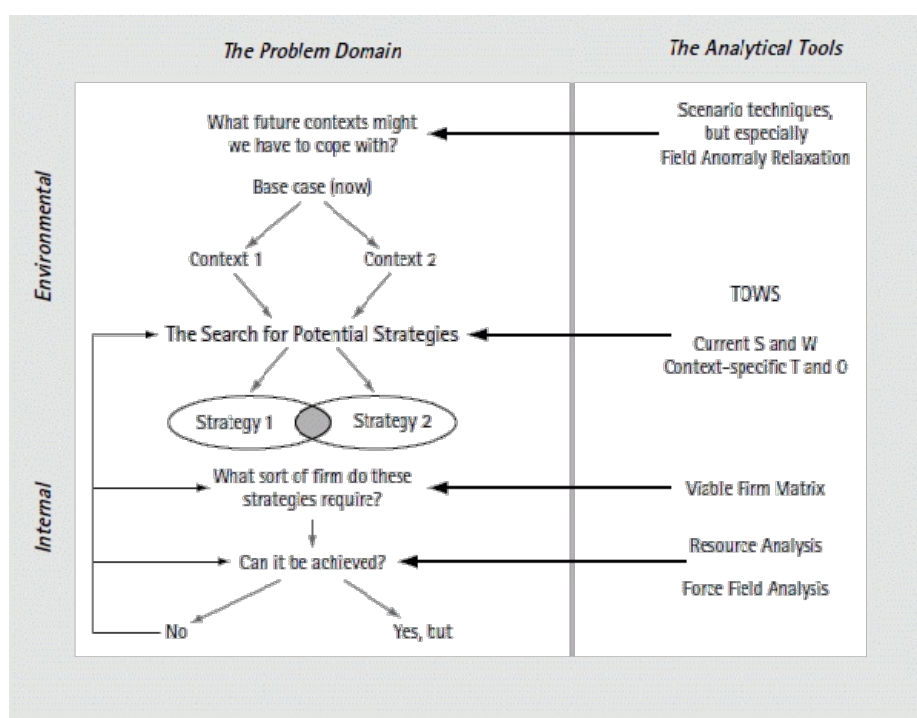 The Problem Domain
The Analytical Tools
Environmental
Internal
What future contexts might
we have to cope with?
Scenario techniques,
but especially
Field Anomaly Relaxation
Base case (now)
Context 1
Context 2
TOWS
The Search for Potential Strategies
Current S and W
Context-specific T and O
Strategy 1
Strategy 2
What sort of firm do these
strategies require?
Viable Firm Matrix
Can it be achieved?
Resource Analysis
Force Field Analysis
No
Yes, but